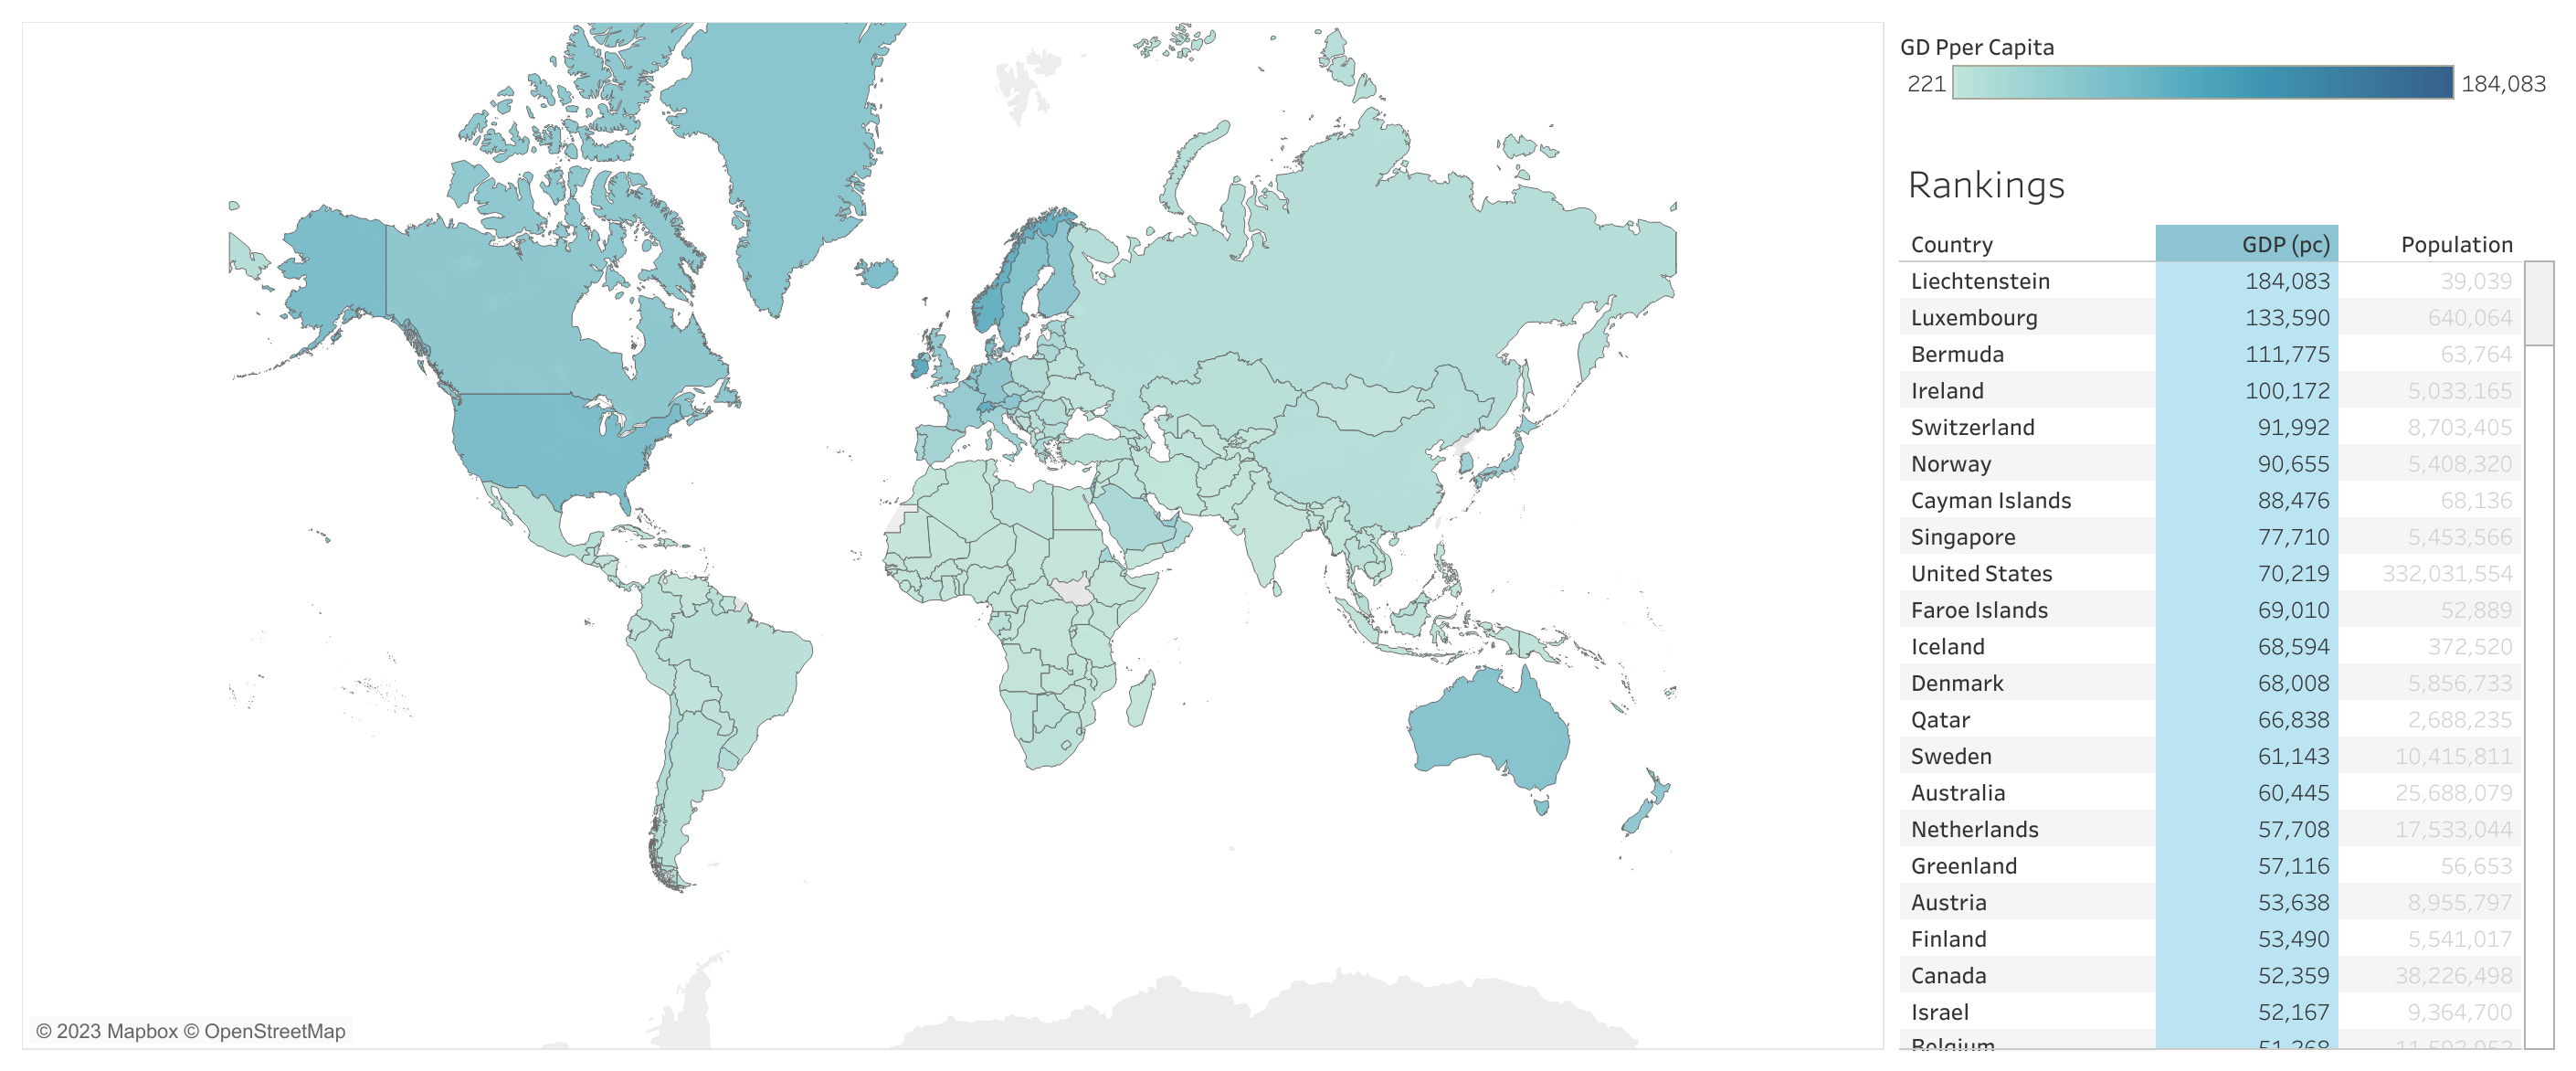 GD Pper Capita
221 184,083
Rankings
Country GDP (pc) Population
Liechtenstein 184,083 39,039
Luxembourg 133,590 640,064
Bermuda 111,775 63,764
Ireland 100,172 5,033,165
Switzerland 91,992 8,703,405
Norway 90,655 5,408,320
Cayman Islands 88,476 68,136
Singapore 77,710 5,453,566
United States 70,219 332,031,554
Faroe Islands 69,010 52,889
Iceland 68,594 372,520
Denmark 68,008 5,856,733
Qatar 66,838 2,688,235
Sweden 61,143 10,415,811
Australia 60,445 25,688,079
Netherlands 57,708 17,533,044
Greenland 57,116 56,653
Austria 53,638 8,955,797
Finland 53,490 5,541,017
Canada 52,359 38,226,498
Israel 52,167 9,364,700
Belgium
© 2023 Mapbox © OpenStreetMap